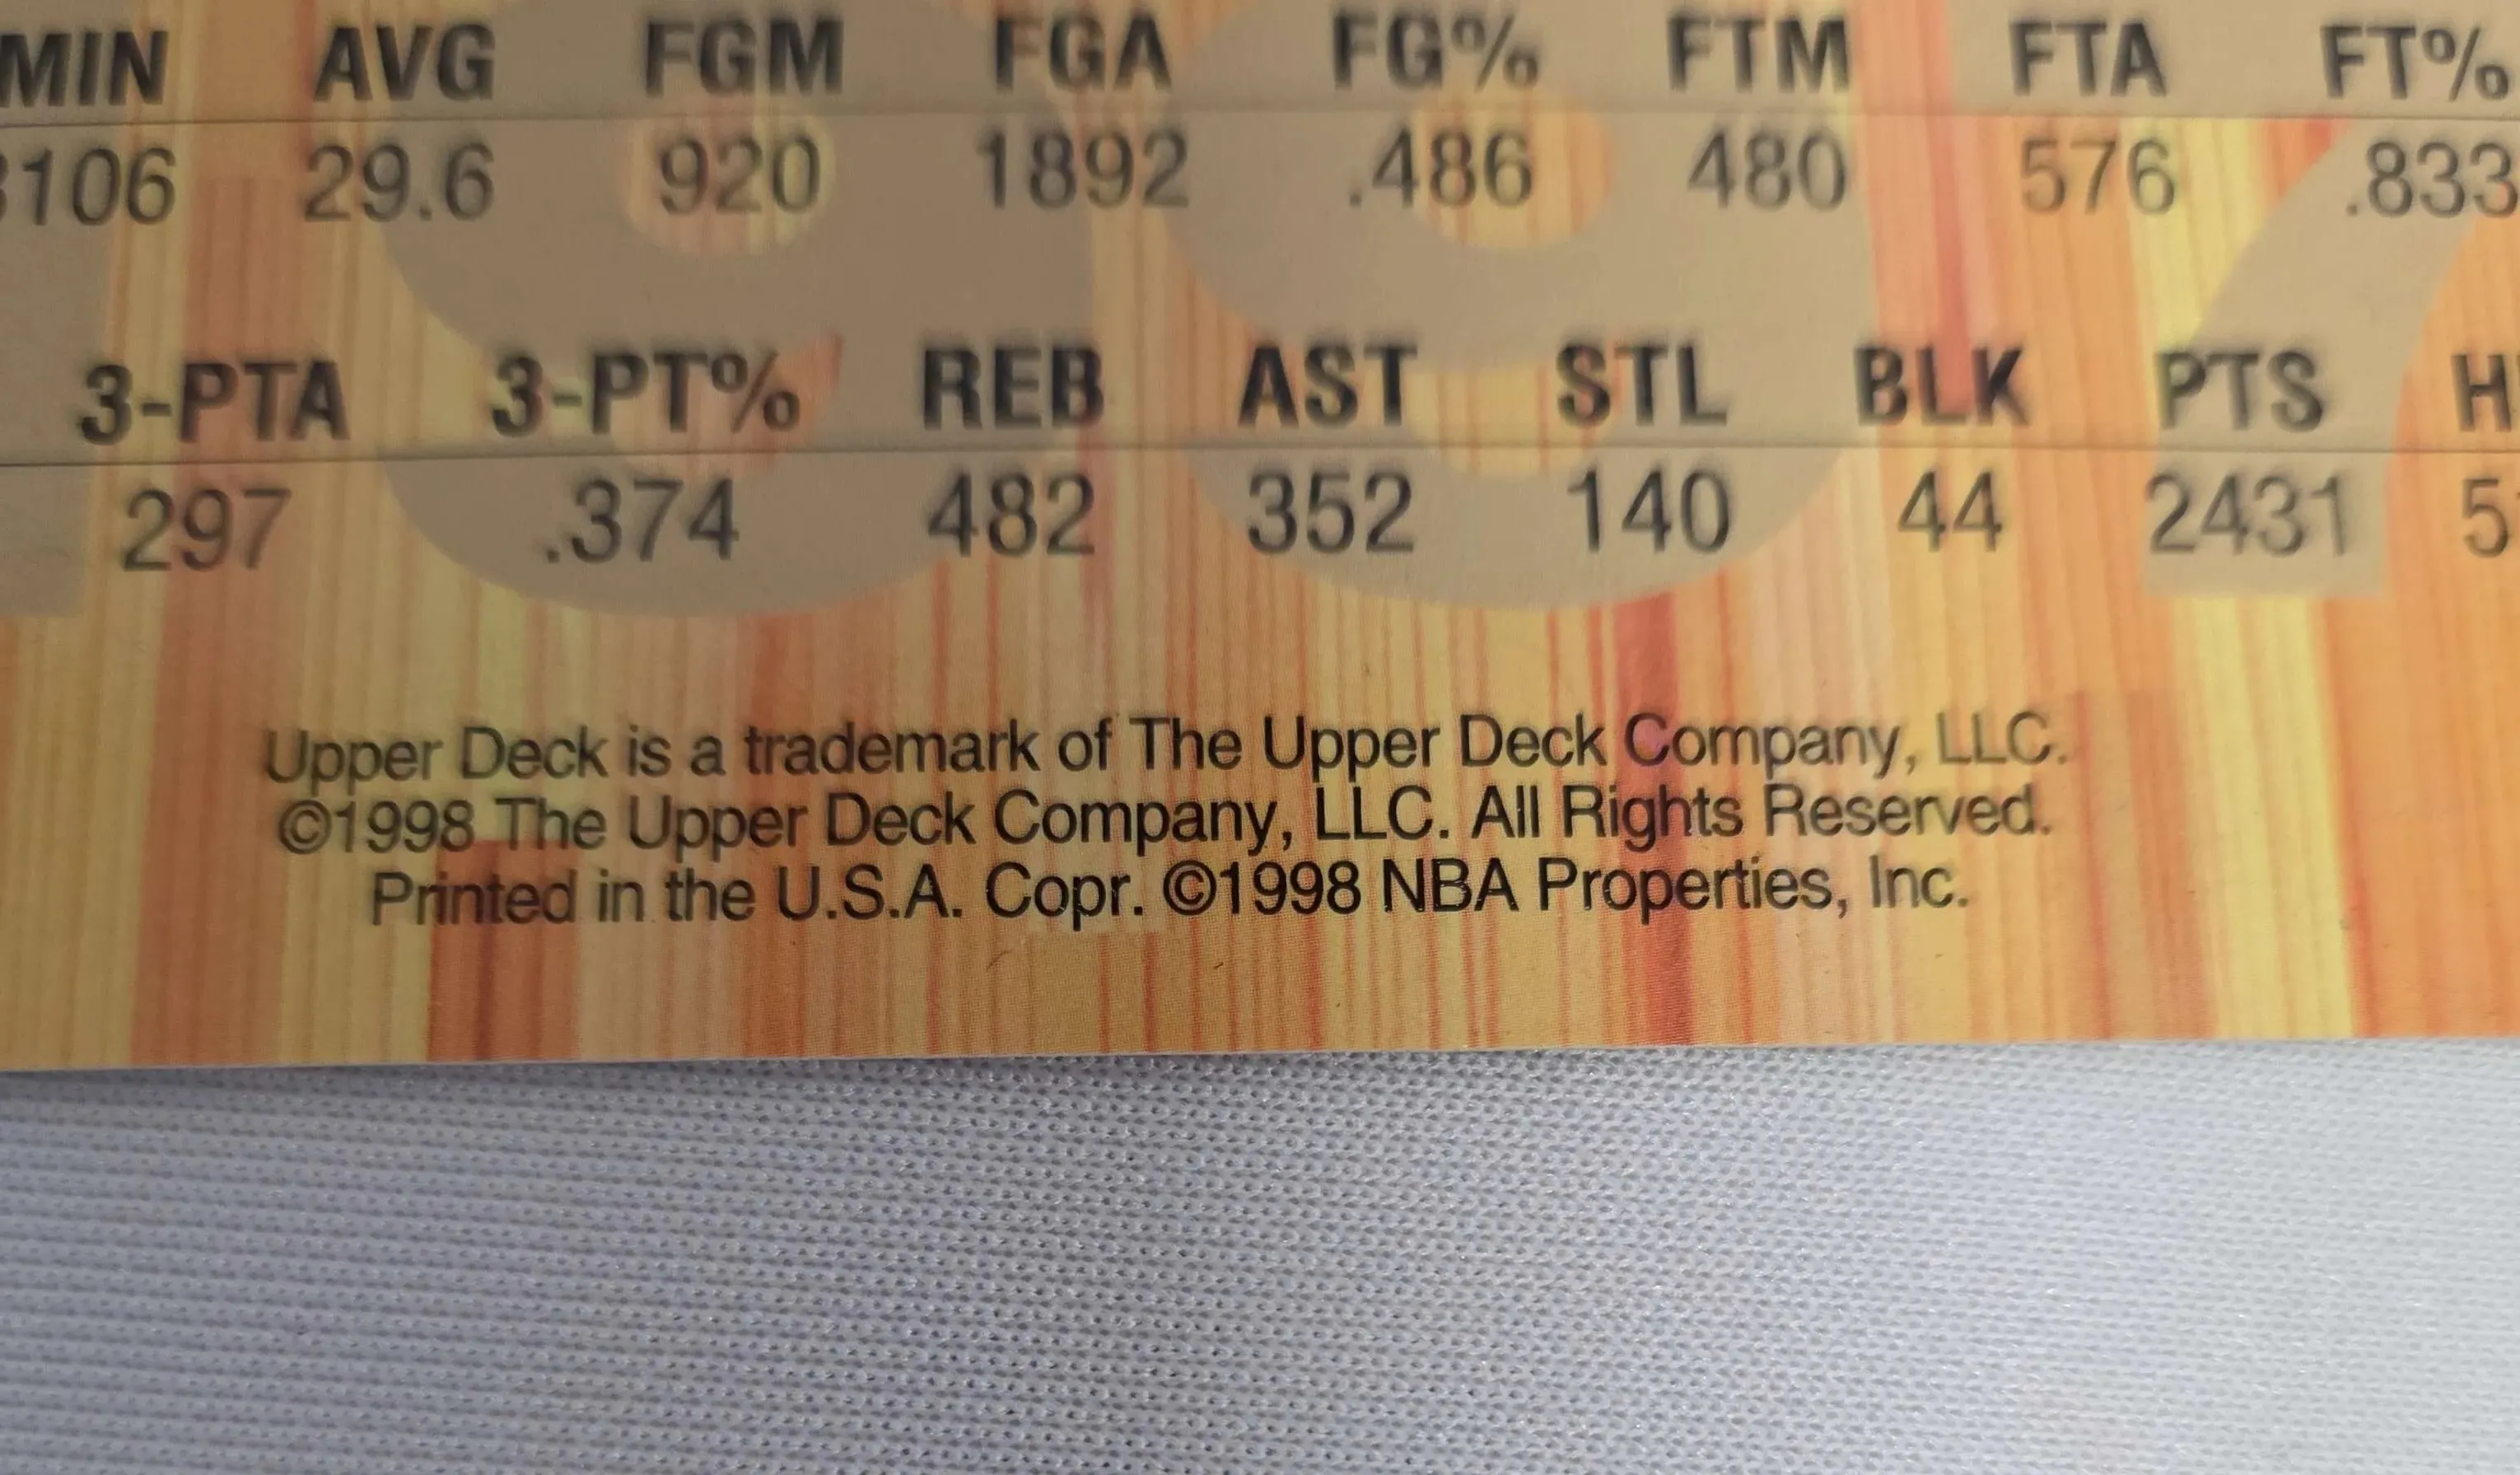 MIN AVG FGM FGA FG% FTM FTA FT%
3106 29.6 920 1892 .486 480 576 .833
3-PTA 3-PT% REB AST STL BLK PTS H
297 .374 482 352 140 44 2431 5
Upper Deck is a trademark of The Upper Deck Company, LLC.
©1998 The Upper Deck Company, LLC. All Rights Reserved.
Printed in the U.S.A. Copr. ©1998 NBA Properties, Inc.